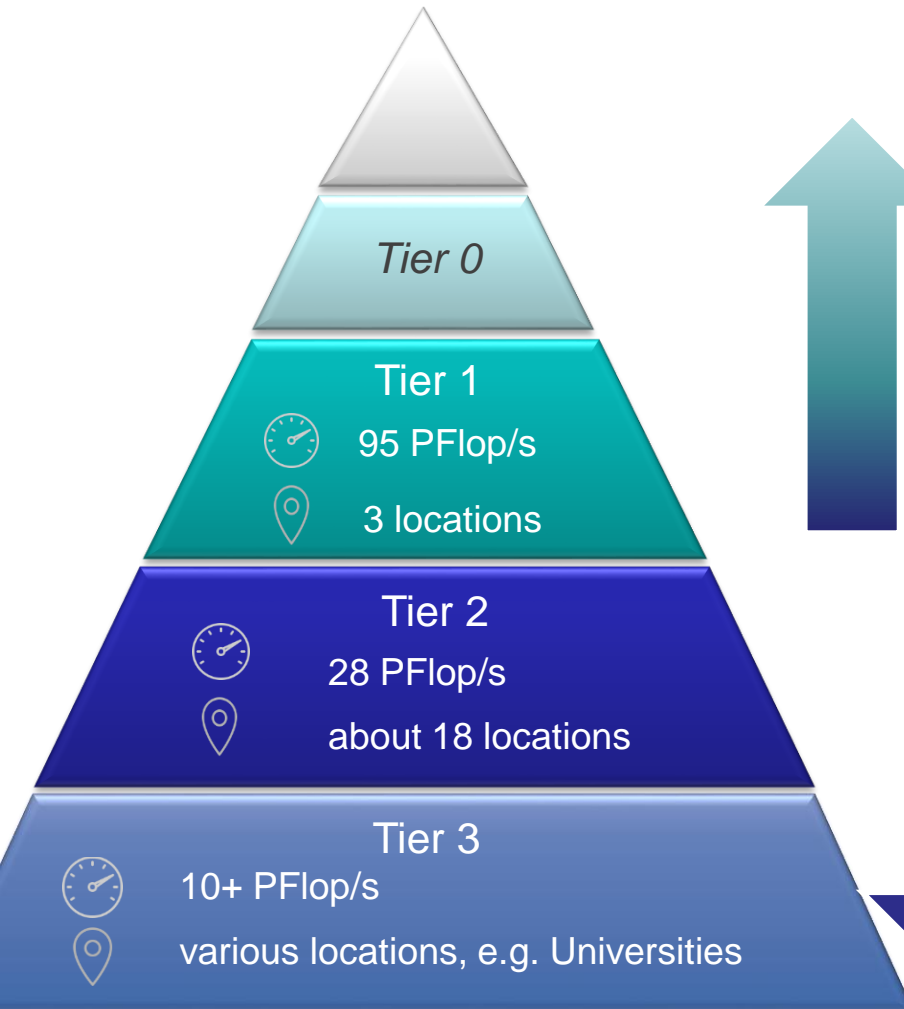 Tier 0
Tier 1
95 PFlop/s
3 locations
Tier 2
28 PFlop/s
about 18 locations
Tier 3
10+ PFlop/s
various locations, e.g. Universities